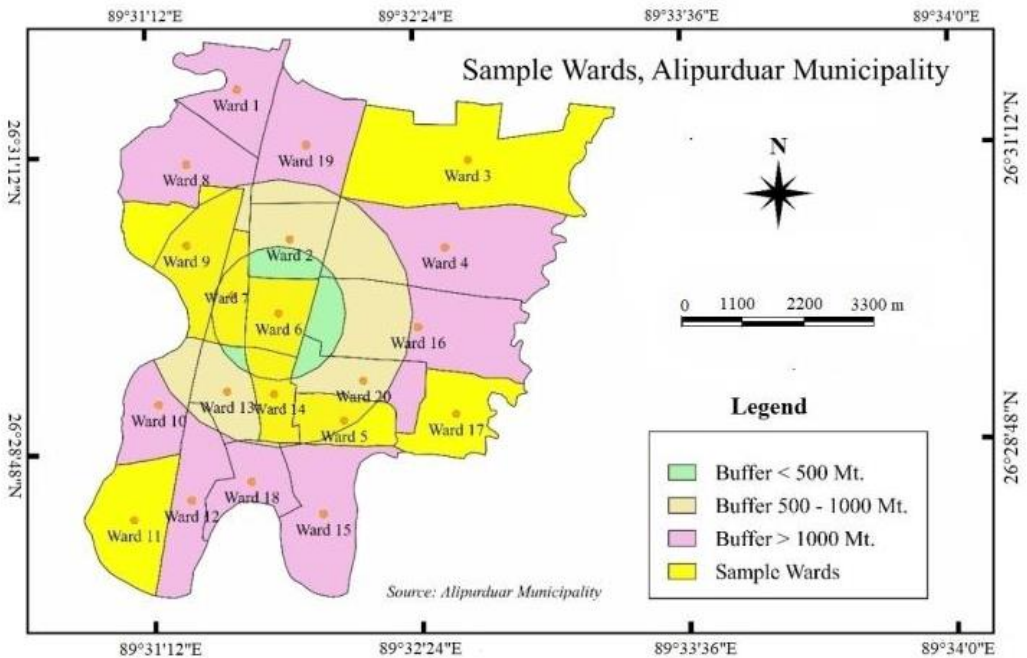 89°31'12"E 89°32'24"E 89°33'36"E 89°34'0"E
Sample Wards, Alipurduar Municipality
26°31'12"N
26°31'12"N
N
Ward 1
Ward 19
Ward 3
Ward 8
Ward 2
Ward 9
Ward 4
Ward 7
Ward 6
Ward 16
0 1100 2200 3300 m
Ward 20
Ward 13
Ward 14
Ward 10
Ward 5
Ward 17
26°28'48"N
26°28'48"N
Ward 18
Ward 12
Ward 15
Ward 11
Legend
Buffer < 500 Mt.
Buffer 500 - 1000 Mt.
Buffer > 1000 Mt.
Sample Wards
Source: Alipurduar Municipality
89°31'12"E 89°32'24"E 89°33'36"E 89°34'0"E